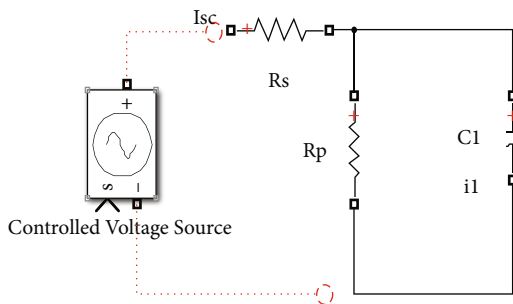 Isc
+
Rs
+
Rp
+
C1
i1
+
s −
Controlled Voltage Source